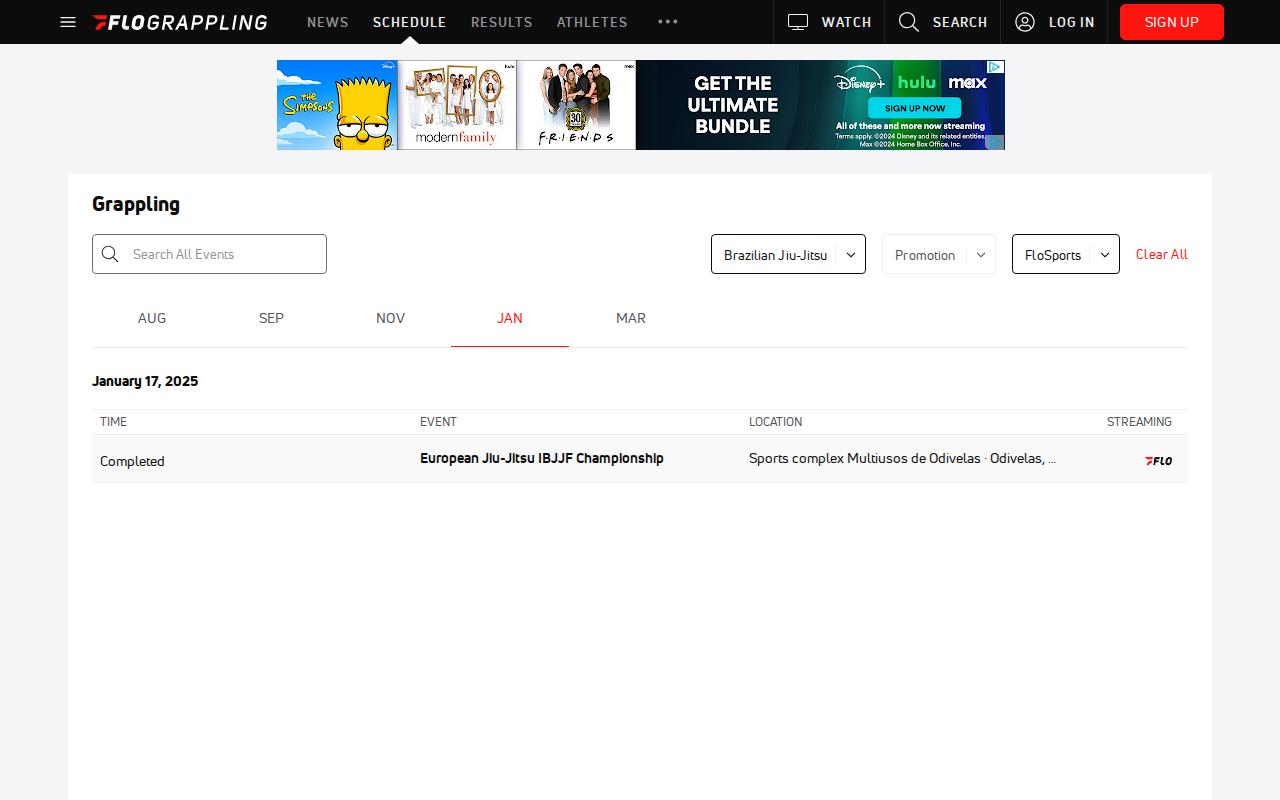 FLOGRAPPLING NEWS SCHEDULE RESULTS ATHLETES WATCH SEARCH LOG IN SIGN UP
Disney+ hulu max
THE SIMPSONS
modernfamily
F·R·I·E·N·D·S
30
GET THE
ULTIMATE
BUNDLE
Disney+ hulu max
SIGN UP NOW
All of these and more now streaming
Terms apply. ©2024 Disney and its related entities.
Max ©2024 Home Box Office, Inc.
Grappling
Search All Events
Brazilian Jiu-Jitsu Promotion FloSports Clear All
AUG SEP NOV JAN MAR
January 17, 2025
TIME EVENT LOCATION STREAMING
Completed European Jiu-Jitsu IBJJF Championship Sports complex Multiusos de Odivelas · Odivelas, ... FLO